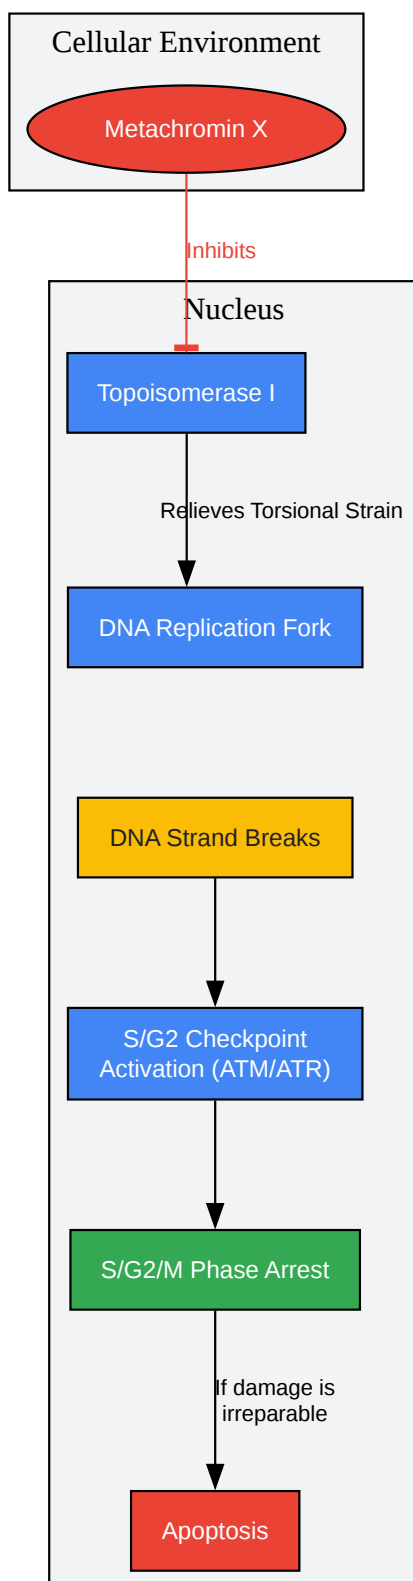 Cellular Environment
Metachromin X
Inhibits
Nucleus
Topoisomerase I
Relieves Torsional Strain
DNA Replication Fork
DNA Strand Breaks
S/G2 Checkpoint
Activation (ATM/ATR)
S/G2/M Phase Arrest
If damage is
irreparable
Apoptosis